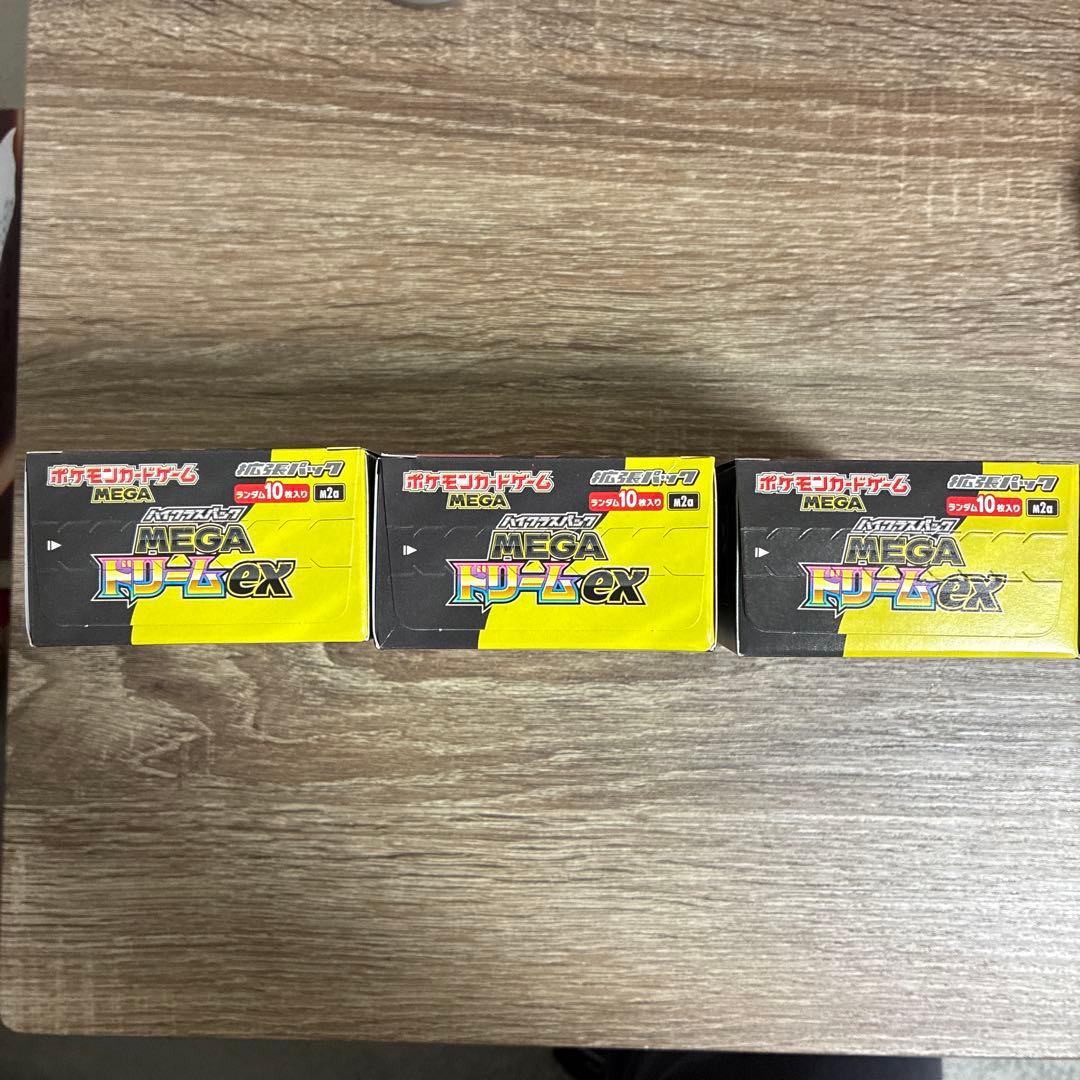 ポケモンカードゲーム
MEGA
拡張パック
ランダム10枚入り M2a
ハイクラスパック
MEGA
ドリームex
ポケモンカードゲーム
MEGA
拡張パック
ランダム10枚入り M2a
ハイクラスパック
MEGA
ドリームex
ポケモンカードゲーム
MEGA
拡張パック
ランダム10枚入り M2a
ハイクラスパック
MEGA
ドリームex